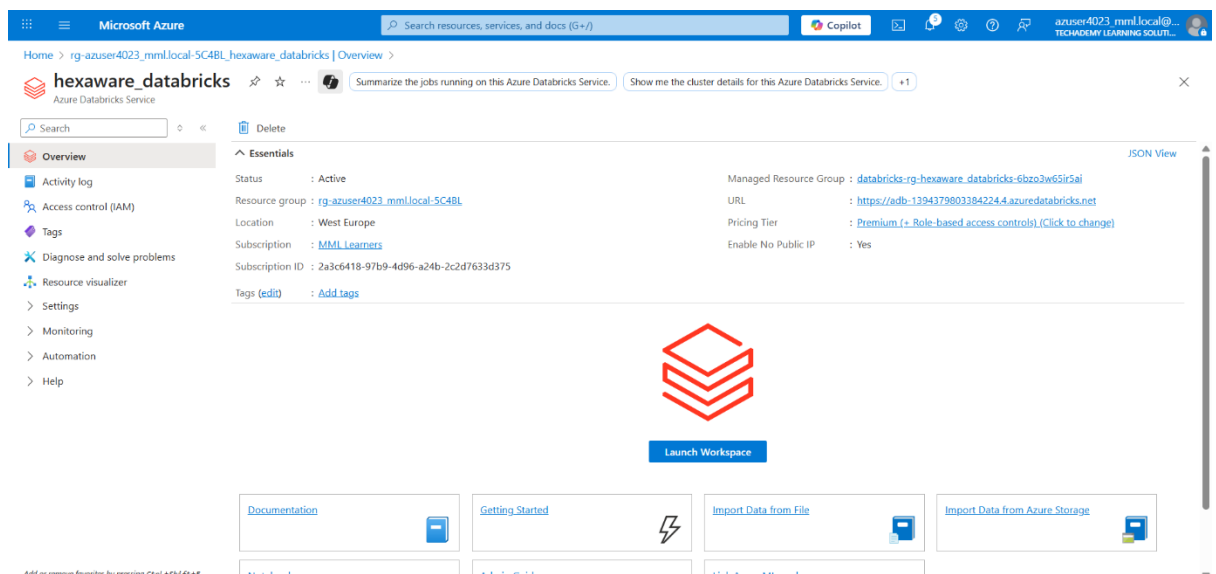 Microsoft Azure
Search resources, services, and docs (G+/)
Copilot
5
azuser4023_mml.local@...
TECHADEMY LEARNING SOLUTI...
Home > rg-azuser4023_mml.local-5C4BL_hexaware_databricks | Overview >
hexaware_databricks
Azure Databricks Service
Summarize the jobs running on this Azure Databricks Service.
Show me the cluster details for this Azure Databricks Service.
+1
Search
Delete
Overview
Activity log
Access control (IAM)
Tags
Diagnose and solve problems
Resource visualizer
Settings
Monitoring
Automation
Help
Essentials
JSON View
Status : Active
Resource group : rg-azuser4023_mml.local-5C4BL
Location : West Europe
Subscription : MML Learners
Subscription ID : 2a3c6418-97b9-4d96-a24b-2c2d7633d375
Tags (edit) : Add tags
Managed Resource Group : databricks-rg-hexaware_databricks-6bzo3w65ir5ai
URL : https://adb-1394379803384224.4.azuredatabricks.net
Pricing Tier : Premium (+ Role-based access controls) (Click to change)
Enable No Public IP : Yes
Launch Workspace
Documentation
Getting Started
Import Data from File
Import Data from Azure Storage